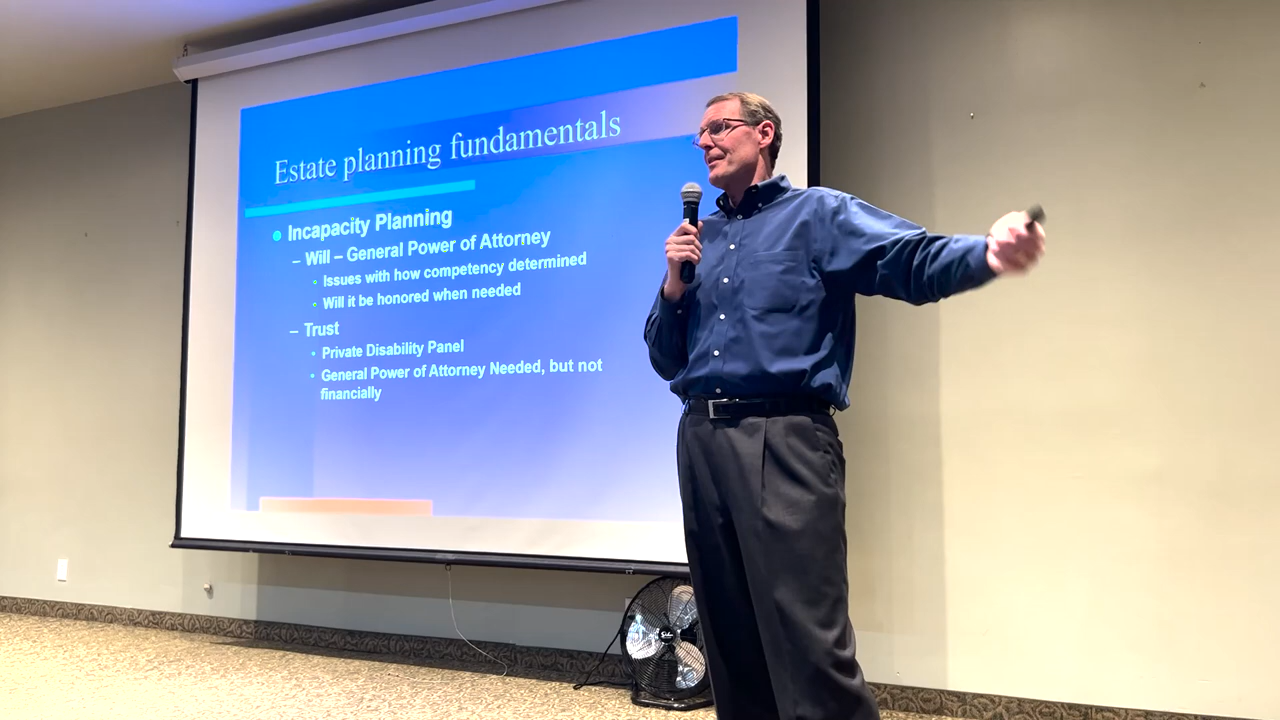 Estate planning fundamentals
Incapacity Planning
– Will – General Power of Attorney
Issues with how competency determined
Will it be honored when needed
– Trust
Private Disability Panel
General Power of Attorney Needed, but not
financially